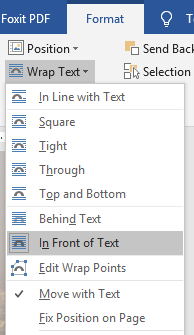 Foxit PDF Format
Position Send Back
Wrap Text Selection
In Line with Text
Square
Tight
Through
Top and Bottom
Behind Text
In Front of Text
Edit Wrap Points
Move with Text
Fix Position on Page